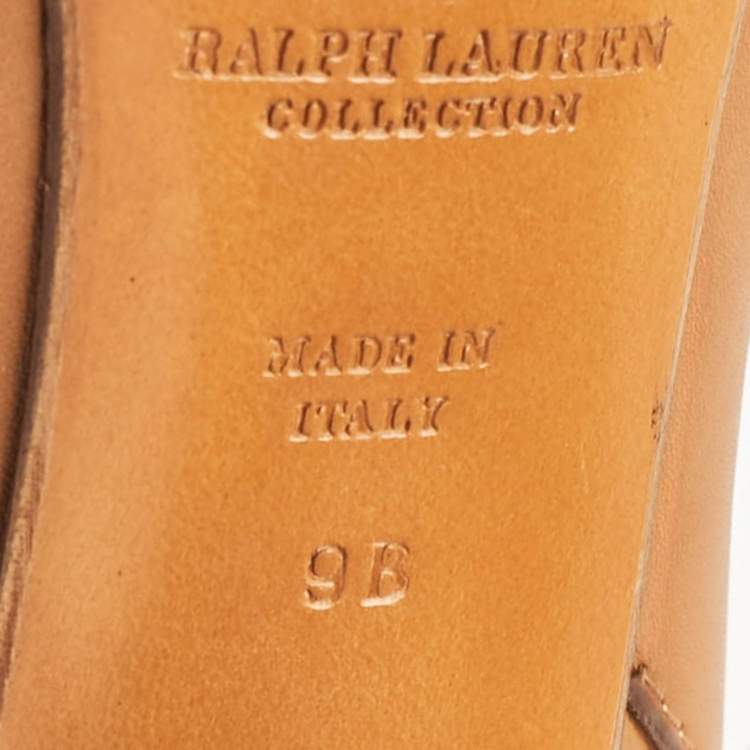 RALPH LAUREN
COLLECTION
MADE IN
ITALY
9B